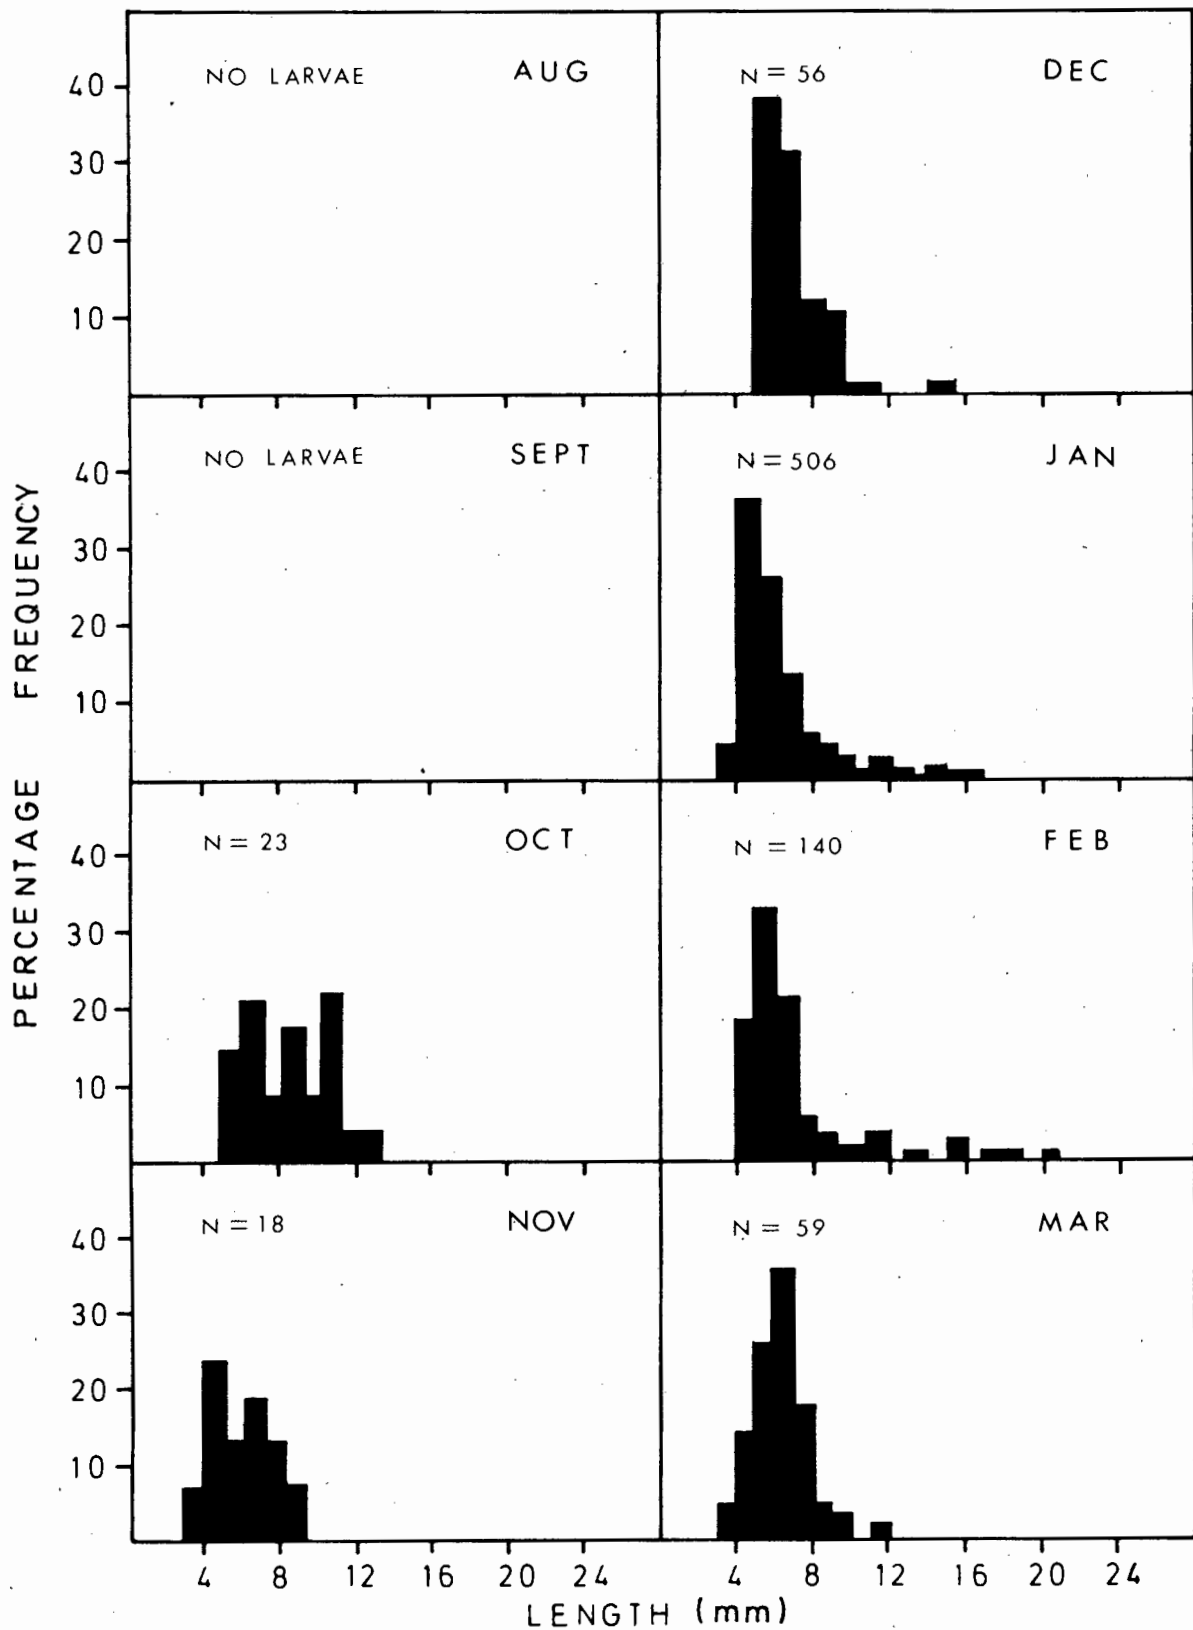 NO LARVAE AUG
40
30
20
10
N = 56 DEC
NO LARVAE SEPT
40
30
20
10
N = 506 JAN
N = 23 OCT
40
30
20
10
N = 140 FEB
N = 18 NOV
40
30
20
10
N = 59 MAR
4 8 12 16 20 24
4 8 12 16 20 24
LENGTH (mm)
PERCENTAGE FREQUENCY